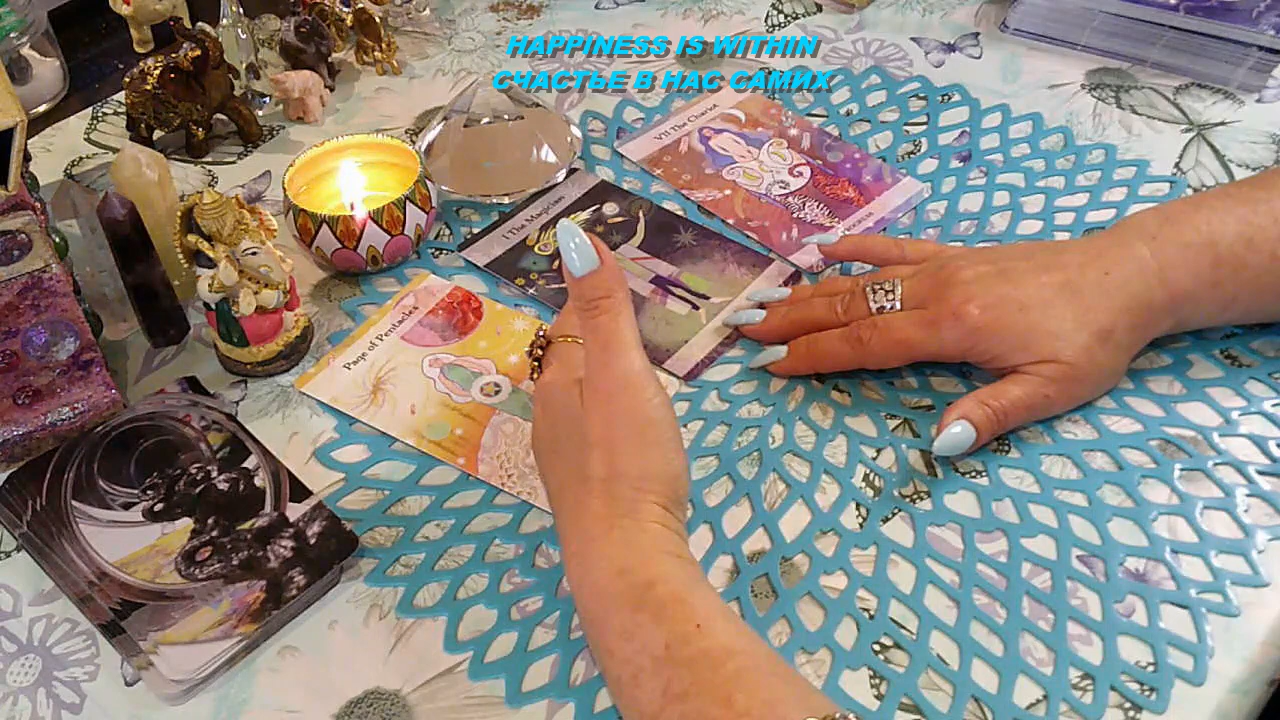 HAPPINESS IS WITHIN
СЧАСТЬЕ В НАС САМИХ
VII The Chariot
I The Magician
Page of Pentacles